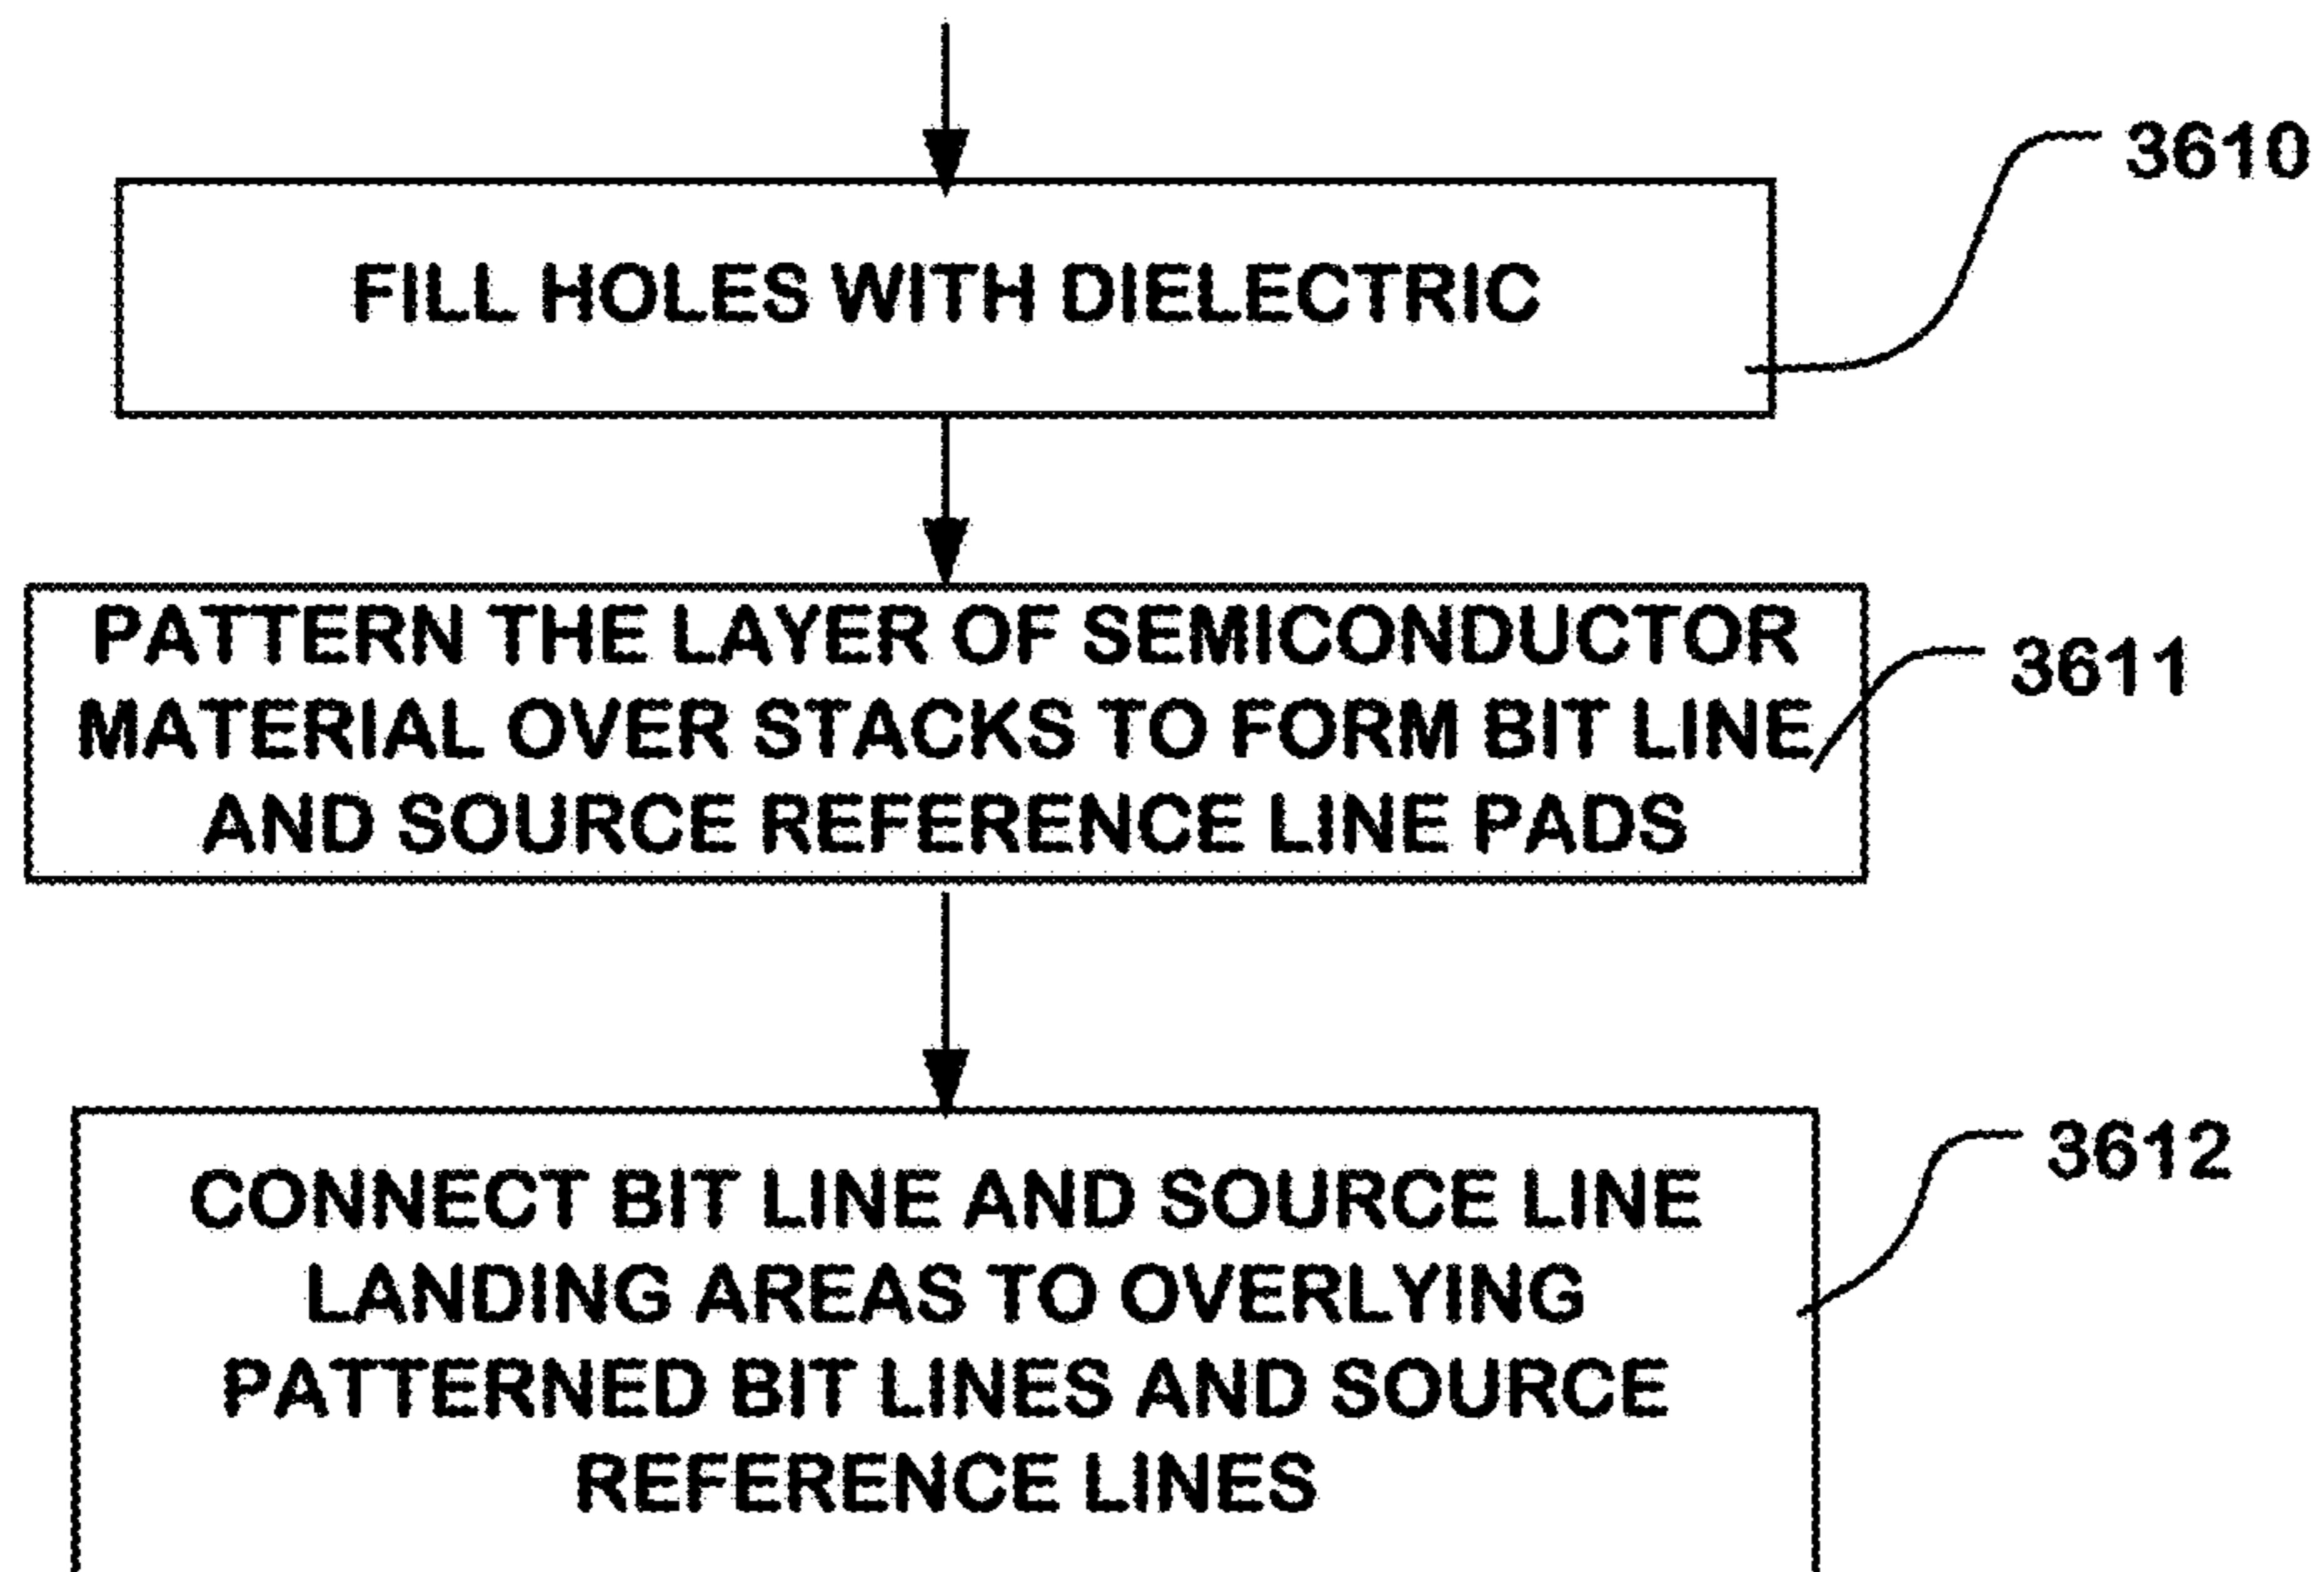 3610
FILL HOLES WITH DIELECTRIC
PATTERN THE LAYER OF SEMICONDUCTOR
MATERIAL OVER STACKS TO FORM BIT LINE
AND SOURCE REFERENCE LINE PADS
3611
CONNECT BIT LINE AND SOURCE LINE
LANDING AREAS TO OVERLYING
PATTERNED BIT LINES AND SOURCE
REFERENCE LINES
3612